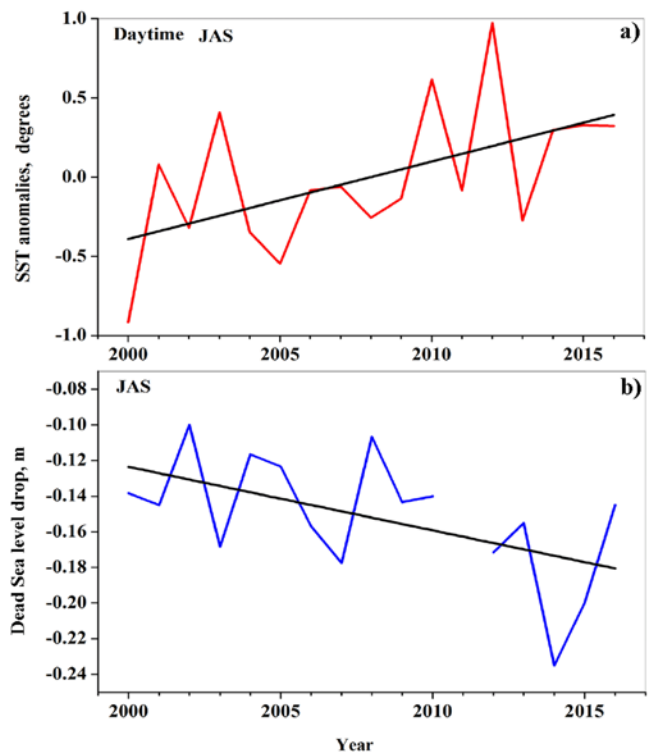 Daytime JAS
a)
SST anomalies, degrees
1.0
0.5
0.0
-0.5
-1.0
2000 2005 2010 2015
JAS
b)
Dead Sea level drop, m
-0.08
-0.10
-0.12
-0.14
-0.16
-0.18
-0.20
-0.22
-0.24
2000 2005 2010 2015
Year